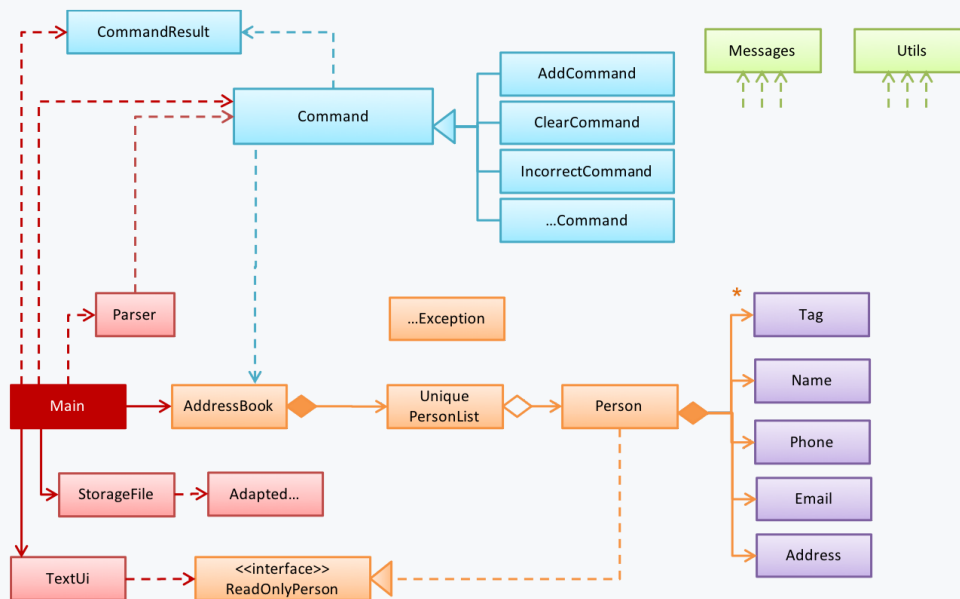 CommandResult
Messages
Utils
AddCommand
Command
ClearCommand
IncorrectCommand
...Command
Parser
...Exception
*
Tag
Main
AddressBook
Unique
PersonList
Person
Name
Phone
StorageFile
Adapted...
Email
Address
TextUi
<<interface>>
ReadOnlyPerson